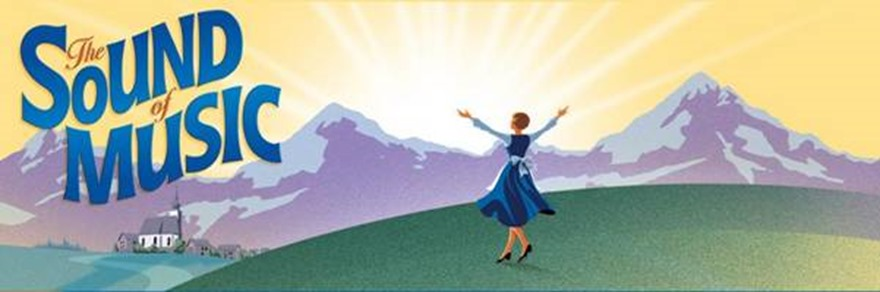 The
SOUND
of
MUSIC